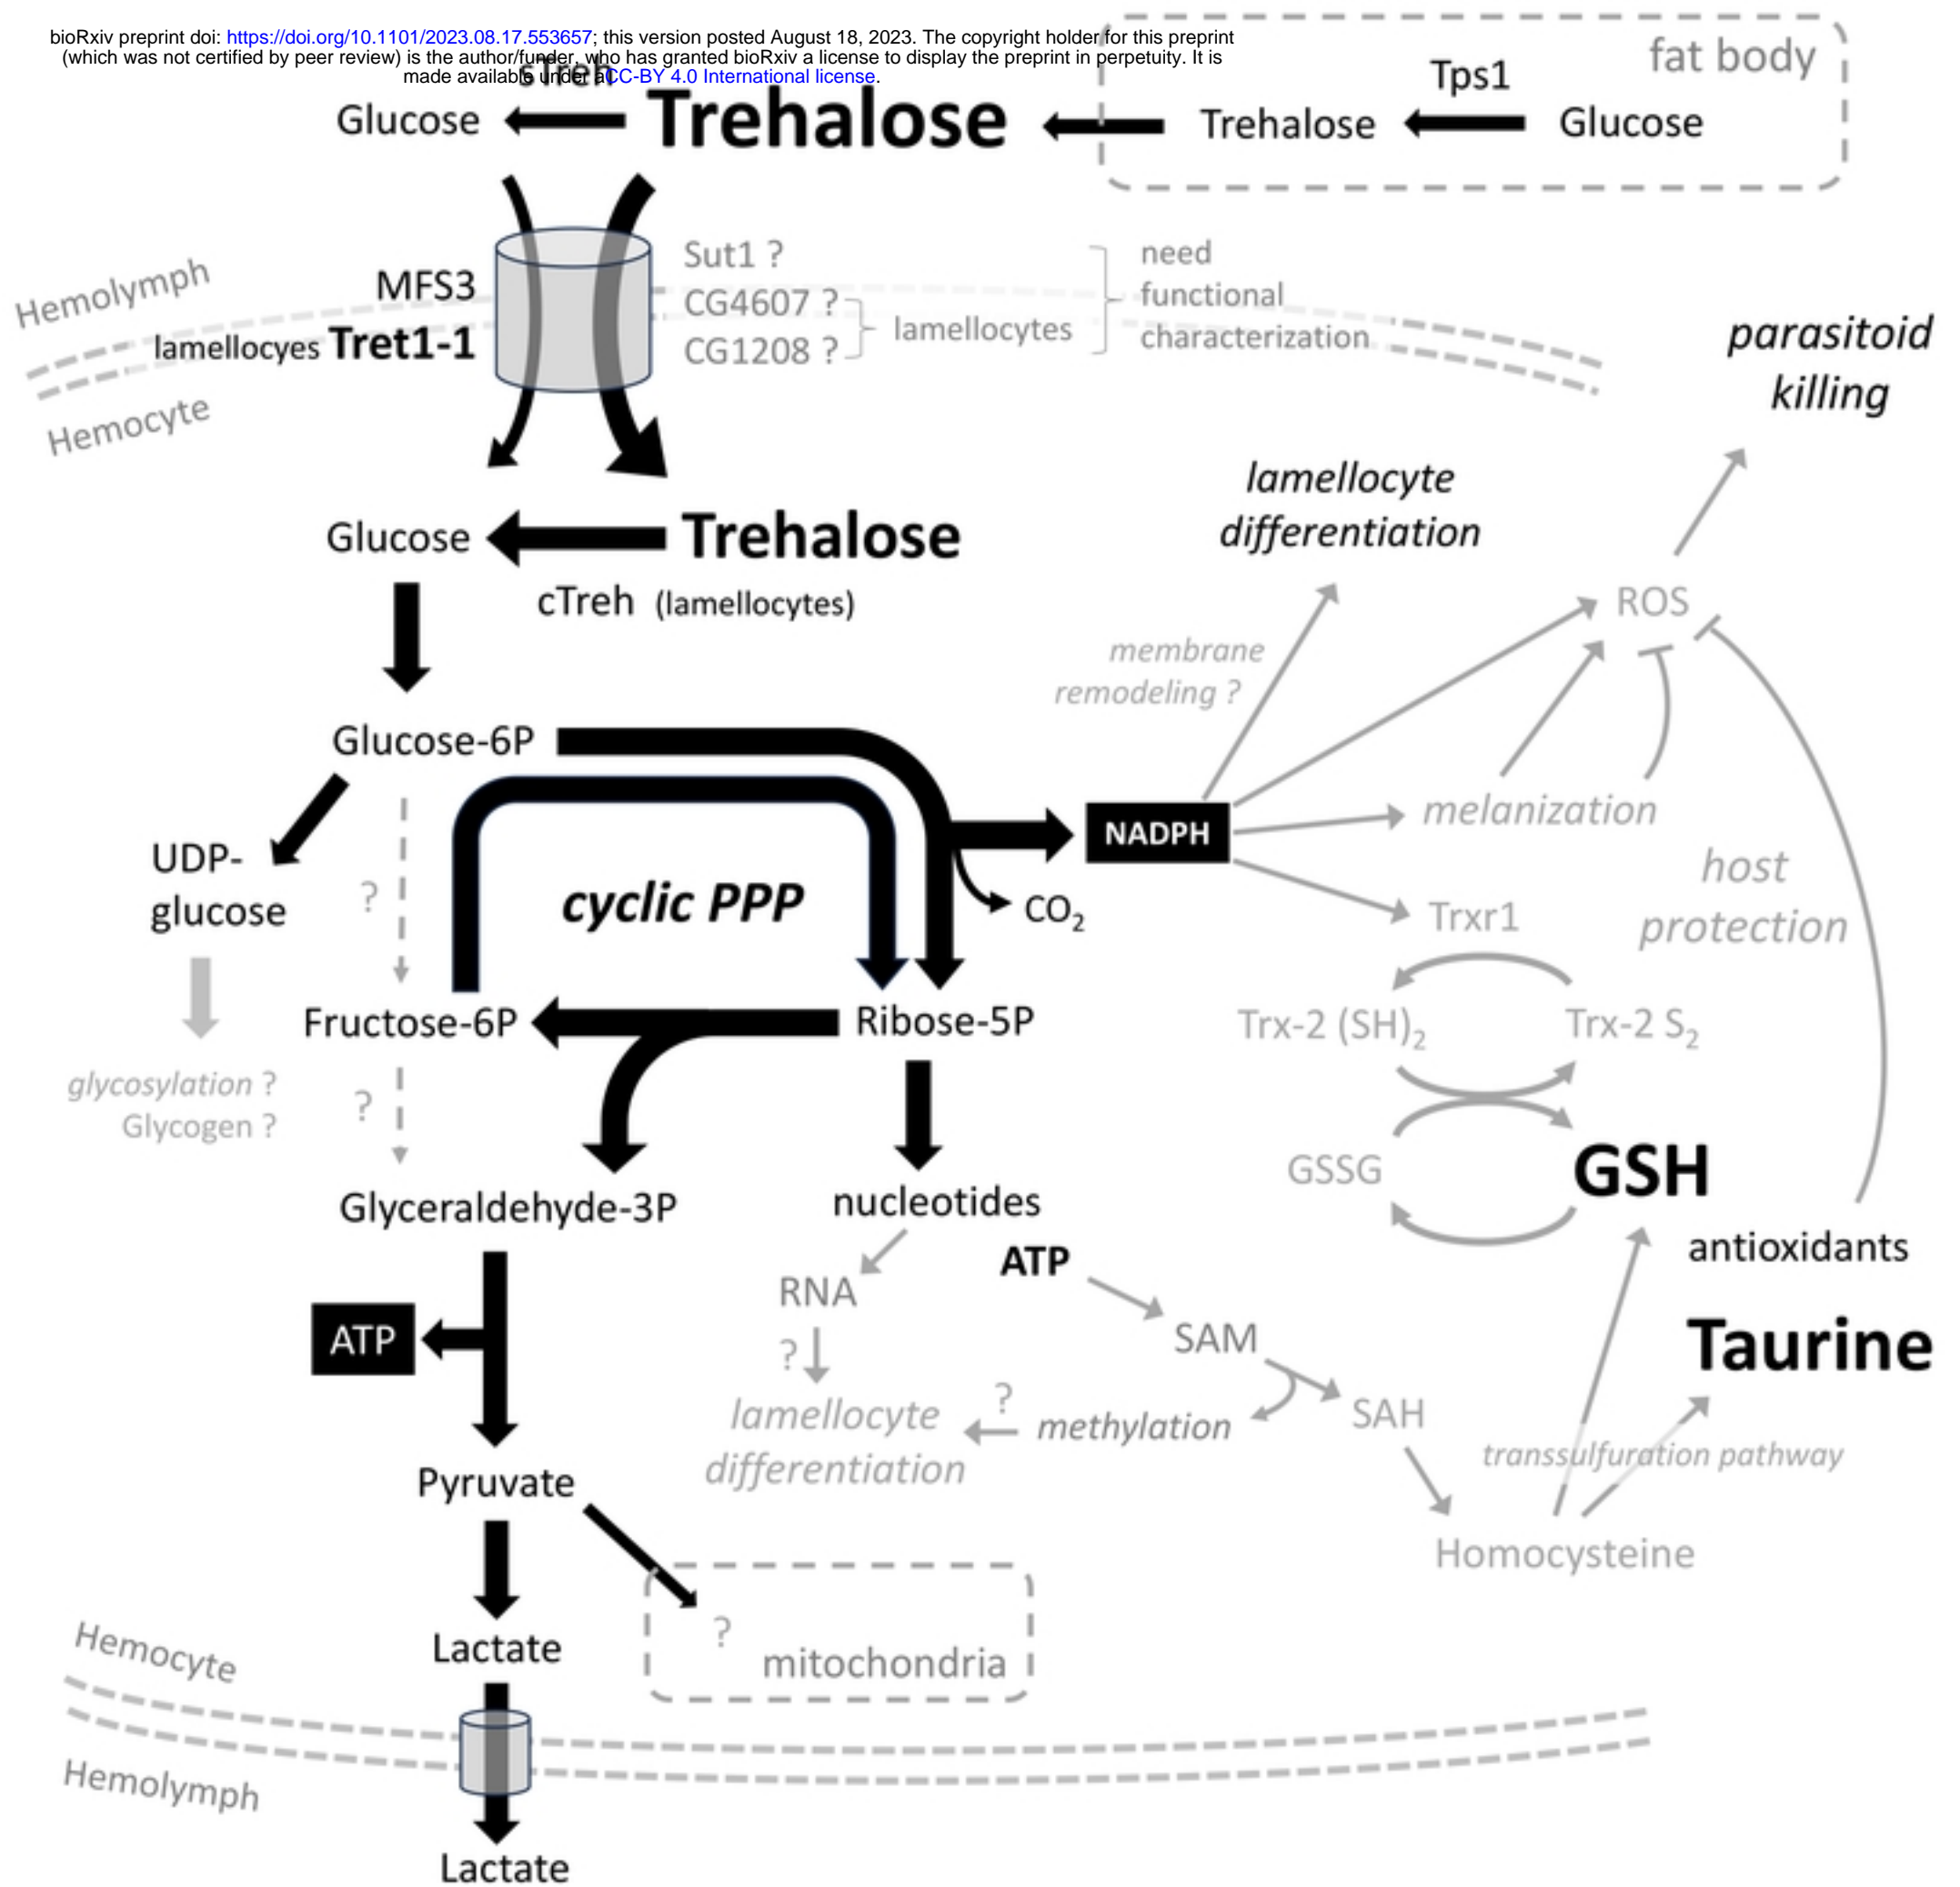 bioRxiv preprint doi: https://doi.org/10.1101/2023.08.17.553657; this version posted August 18, 2023. The copyright holder for this preprint
(which was not certified by peer review) is the author/funder, who has granted bioRxiv a license to display the preprint in perpetuity. It is
made available under aCC-BY 4.0 International license.
fat body
sTreh
Tps1
Glucose
Trehalose
Trehalose
Glucose
Hemolymph
MFS3
lamellocyes Tret1-1
Hemocyte
Sut1 ?
CG4607 ?
CG1208 ?
lamellocytes
need
functional
characterization
parasitoid
killing
lamellocyte
differentiation
Glucose
Trehalose
cTreh (lamellocytes)
ROS
membrane
remodeling ?
Glucose-6P
NADPH
melanization
UDP-
glucose
?
cyclic PPP
CO2
host
protection
Trxr1
Fructose-6P
Ribose-5P
Trx-2 (SH)2
Trx-2 S2
glycosylation ?
Glycogen ?
?
GSSG
GSH
Glyceraldehyde-3P
nucleotides
antioxidants
ATP
RNA
ATP
SAM
Taurine
?
lamellocyte
differentiation
?
methylation
SAH
transsulfuration pathway
Pyruvate
Homocysteine
Hemocyte
Lactate
?
mitochondria
Hemolymph
Lactate